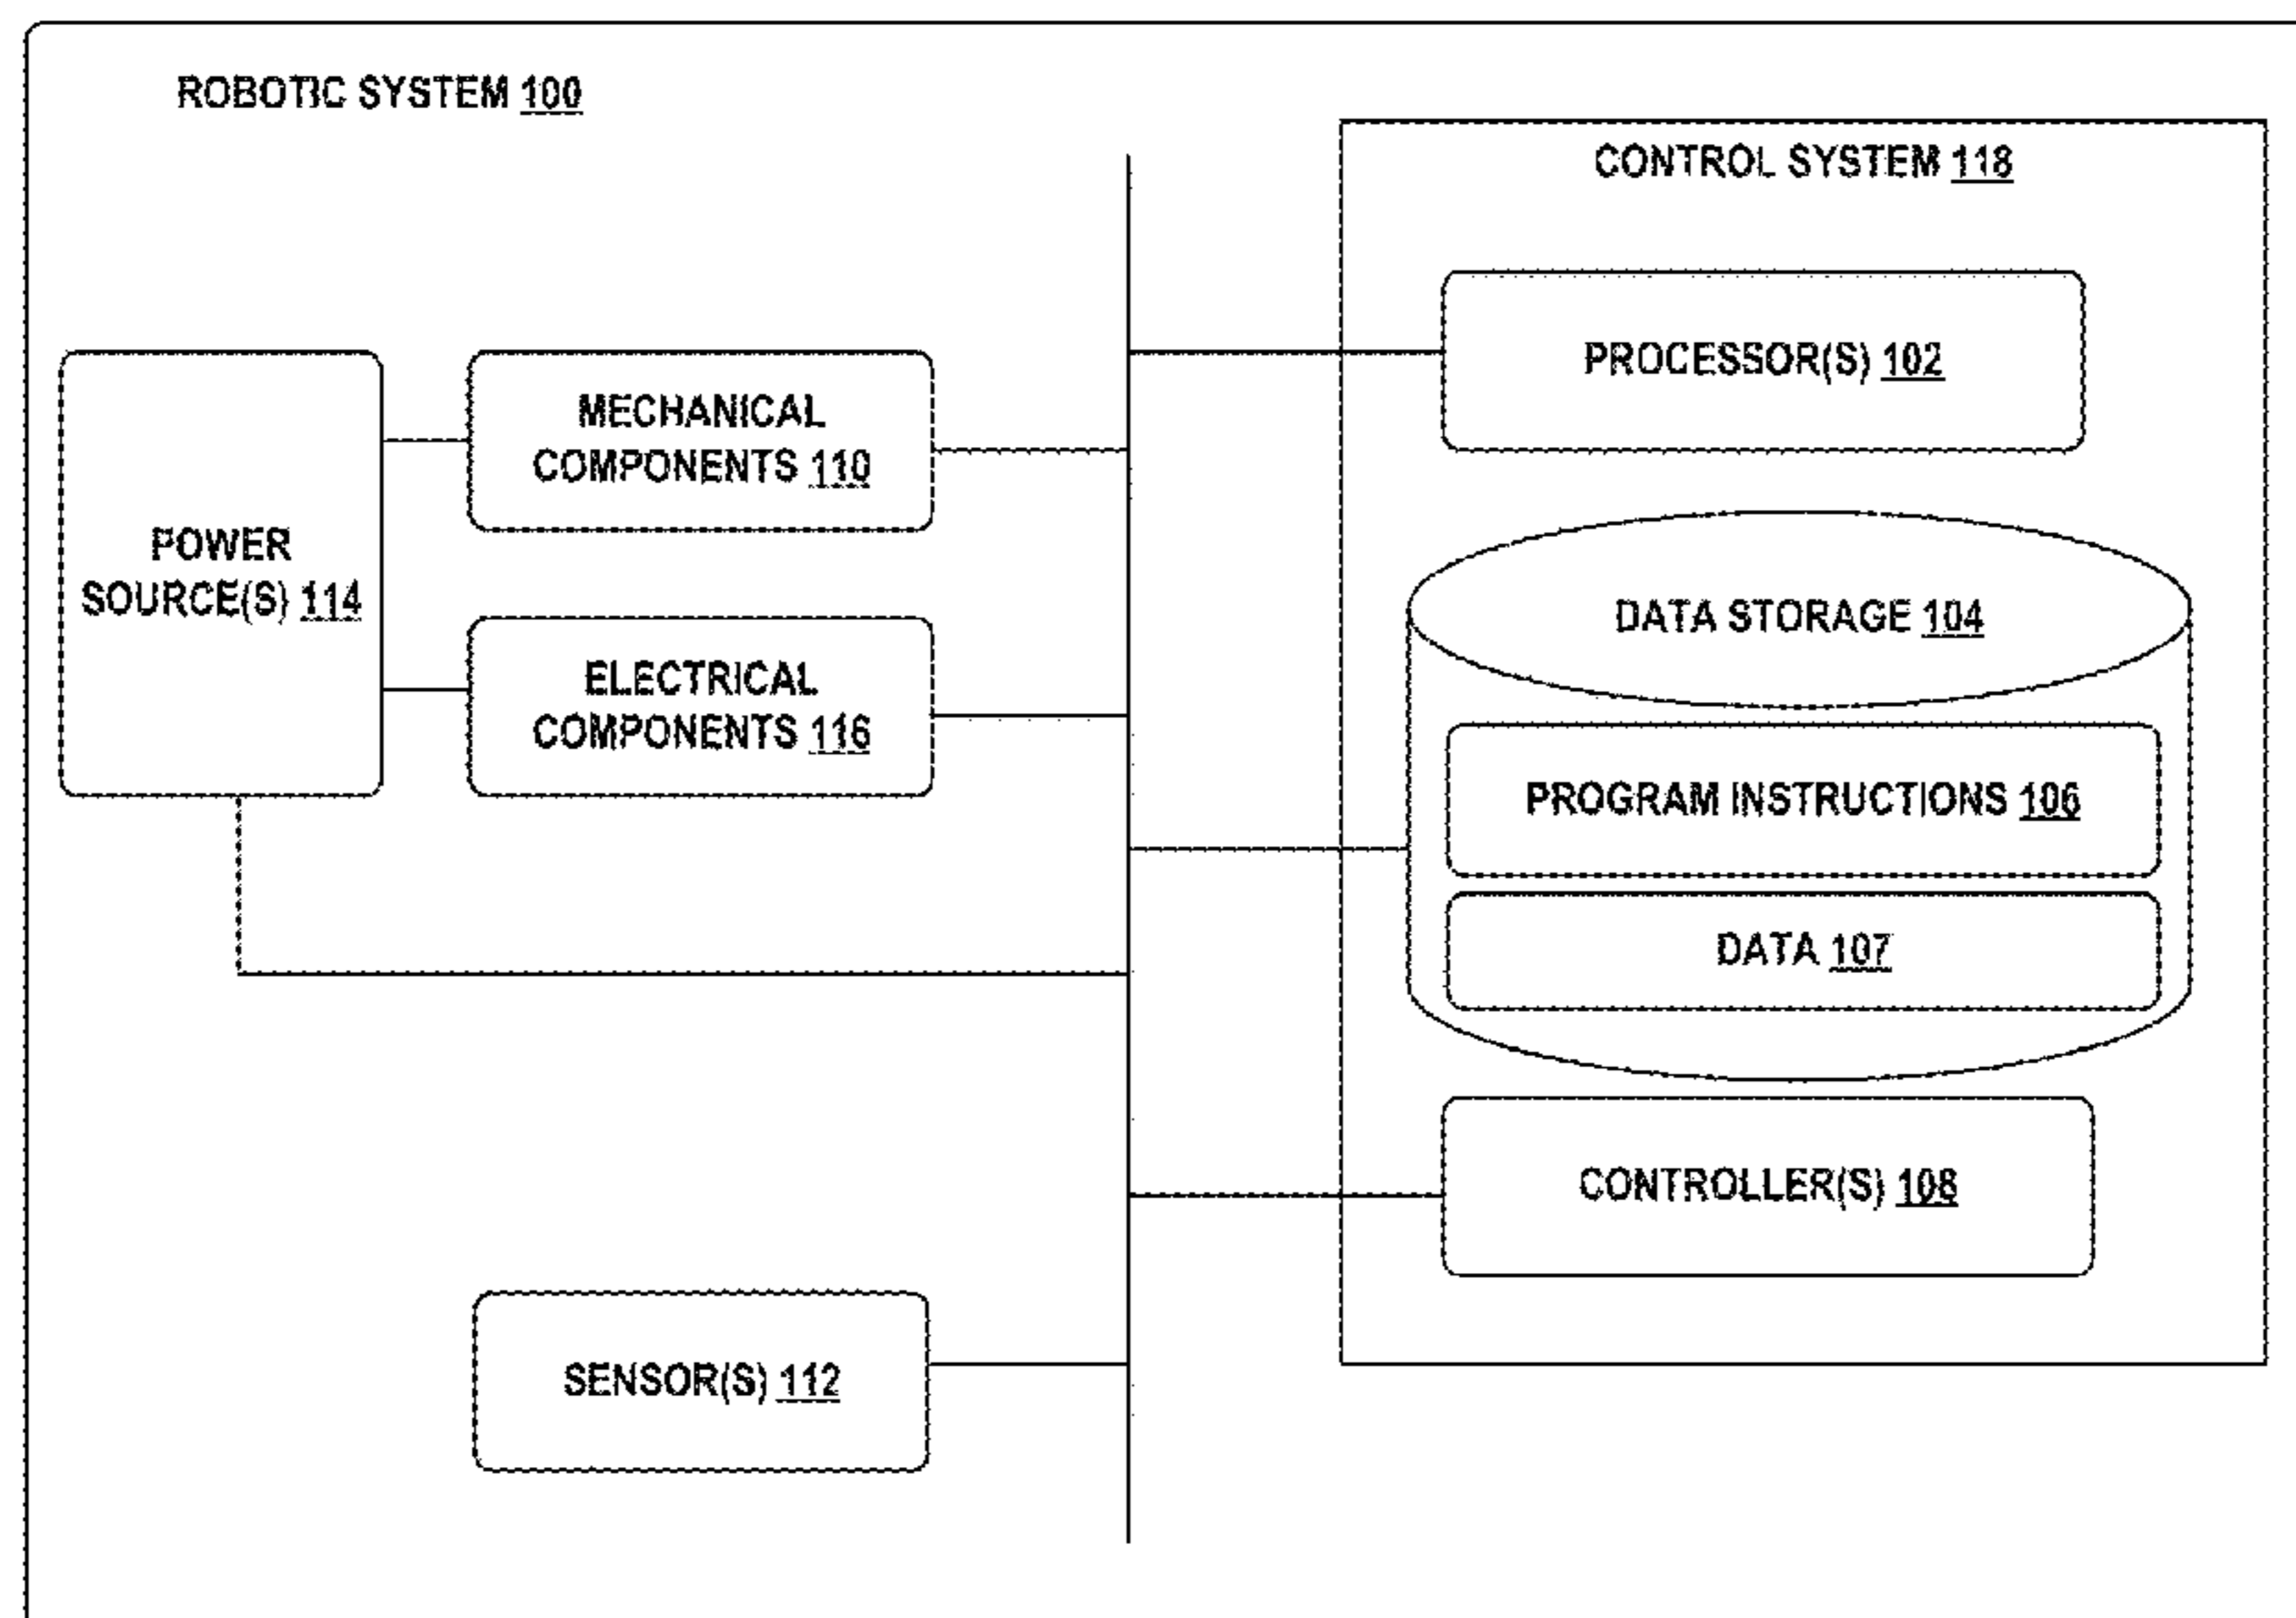 ROBOTIC SYSTEM 100
CONTROL SYSTEM 118
PROCESSOR(S) 102
MECHANICAL
COMPONENTS 110
POWER
SOURCE(S) 114
DATA STORAGE 104
ELECTRICAL
COMPONENTS 116
PROGRAM INSTRUCTIONS 106
DATA 107
CONTROLLER(S) 108
SENSOR(S) 112